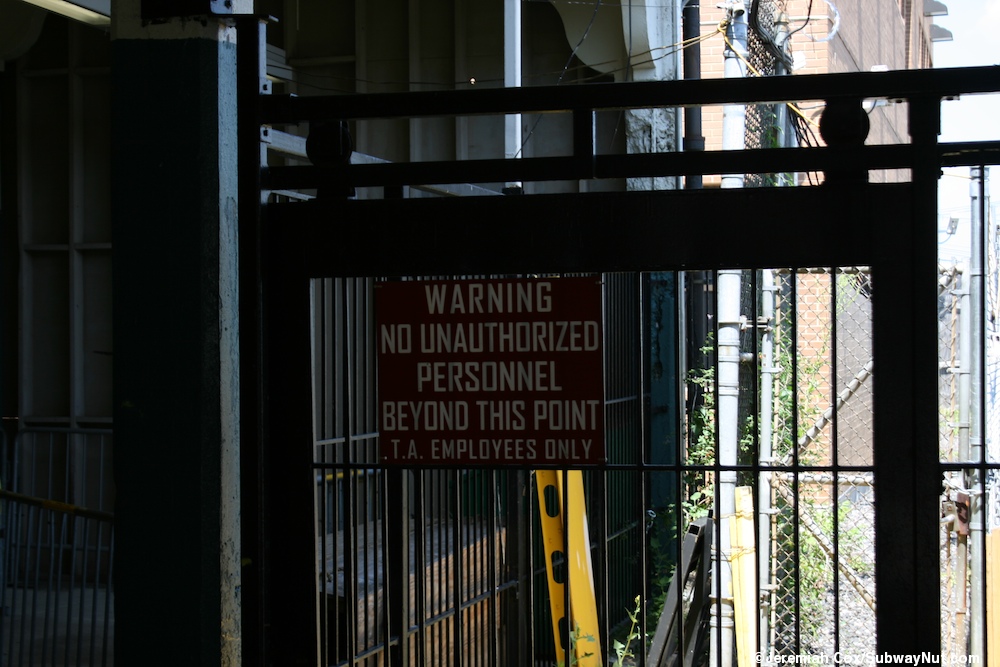 WARNING
NO UNAUTHORIZED
PERSONNEL
BEYOND THIS POINT
T.A. EMPLOYEES ONLY
©Jeremiah Cox/SubwayNut.com